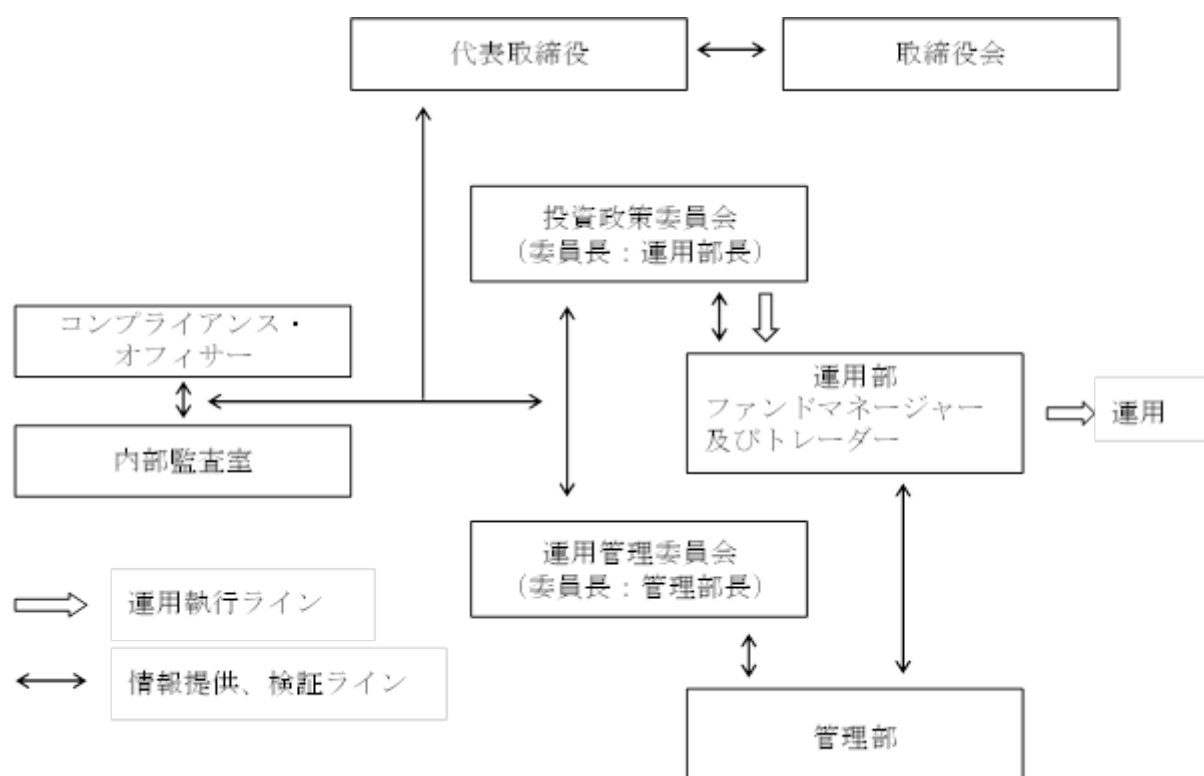 代表取締役
取締役会
投資政策委員会
(委員長：運用部長)
コンプライアンス・
オフィサー
運用部
ファンドマネージャー
及びトレーダー
運用
内部監査室
運用管理委員会
(委員長：管理部長)
運用執行ライン
情報提供、検証ライン
管理部